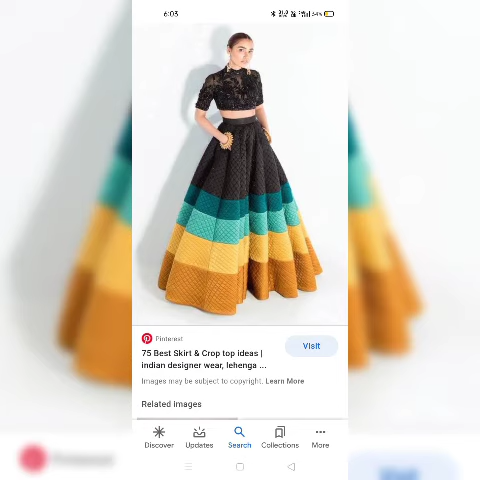 6:03
34%
Pinterest
75 Best Skirt & Crop top ideas |
indian designer wear, lehenga ...
Visit
Images may be subject to copyright. Learn More
Related images
Discover
Updates
Search
Collections
More